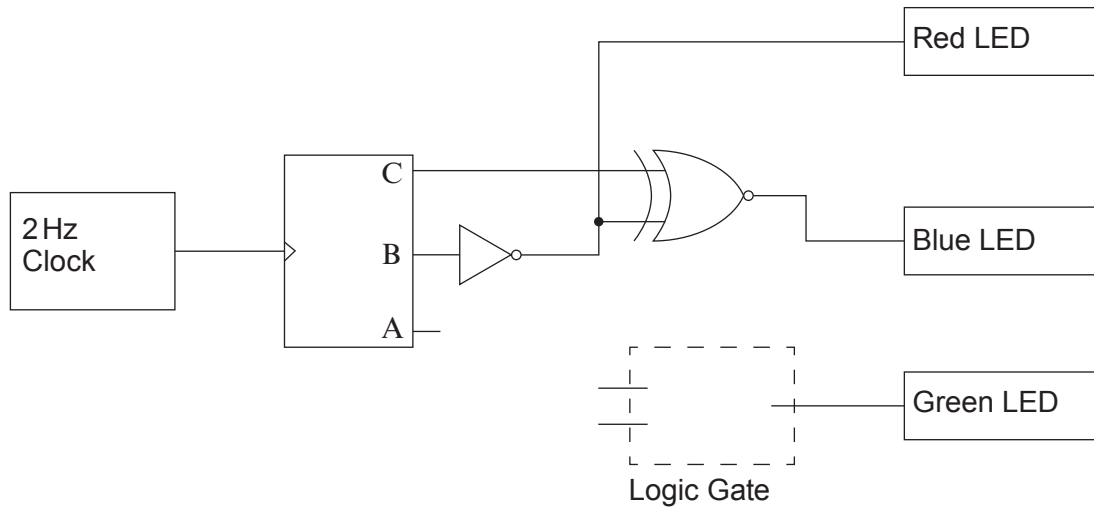 Red LED
C
2 Hz
Clock
B
Blue LED
A
Green LED
Logic Gate